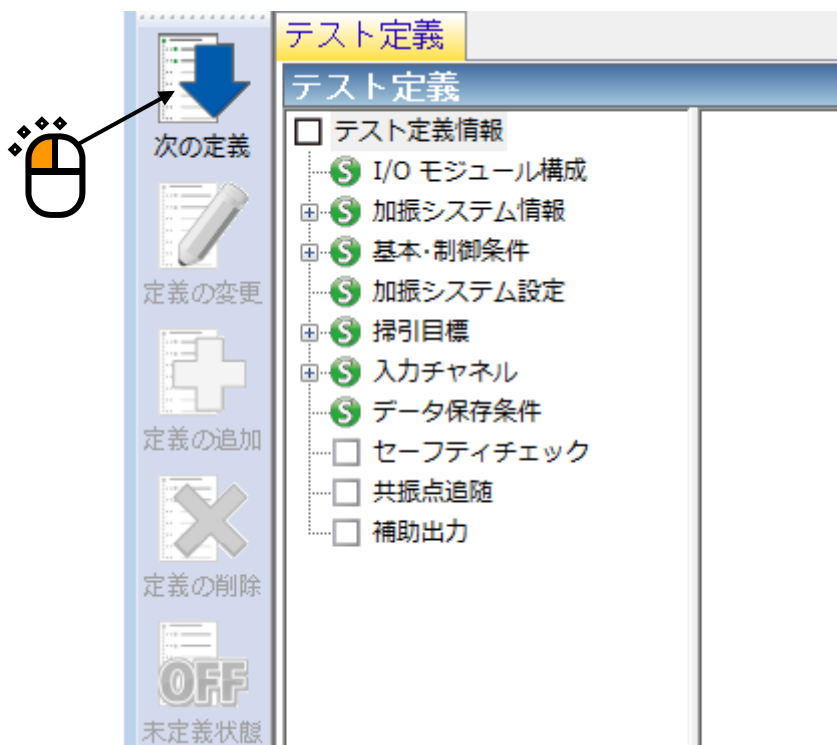 テスト定義
テスト定義
次の定義
定義の変更
定義の追加
定義の削除
OFF
未定義状態
テスト定義情報
I/O モジュール構成
加振システム情報
基本・制御条件
加振システム設定
掃引目標
入力チャネル
データ保存条件
セーフティチェック
共振点追随
補助出力